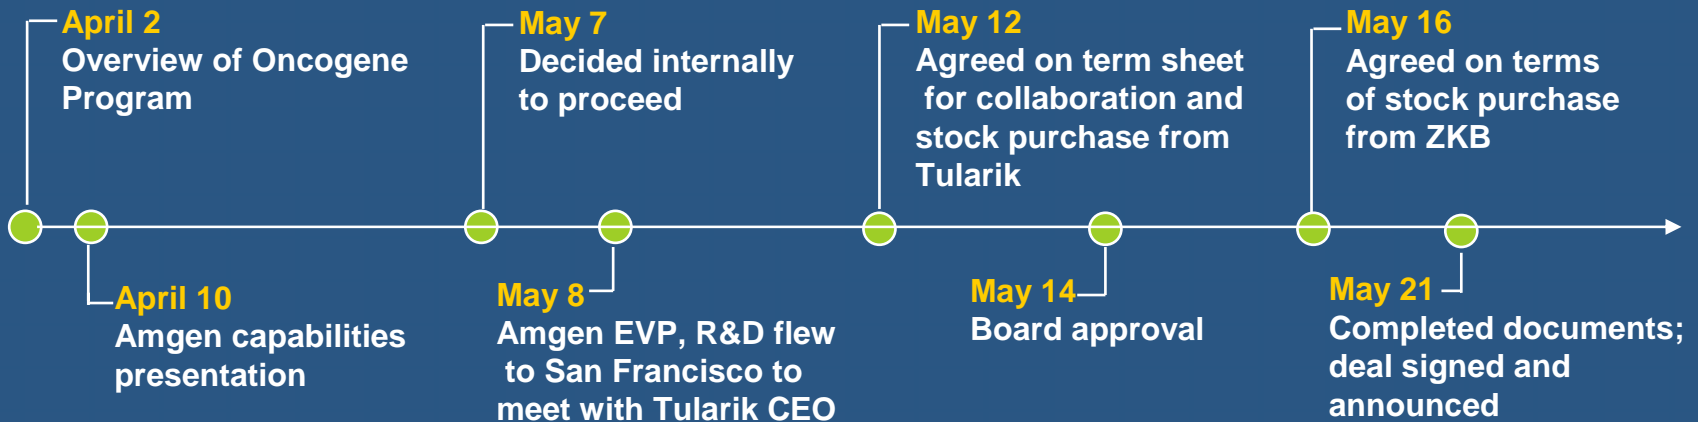 April 2
Overview of Oncogene
Program
April 10
Amgen capabilities
presentation
May 7
Decided internally
to proceed
May 8
Amgen EVP, R&D flew
to San Francisco to
meet with Tularik CEO
May 12
Agreed on term sheet
for collaboration and
stock purchase from
Tularik
May 14
Board approval
May 16
Agreed on terms
of stock purchase
from ZKB
May 21
Completed documents;
deal signed and
announced